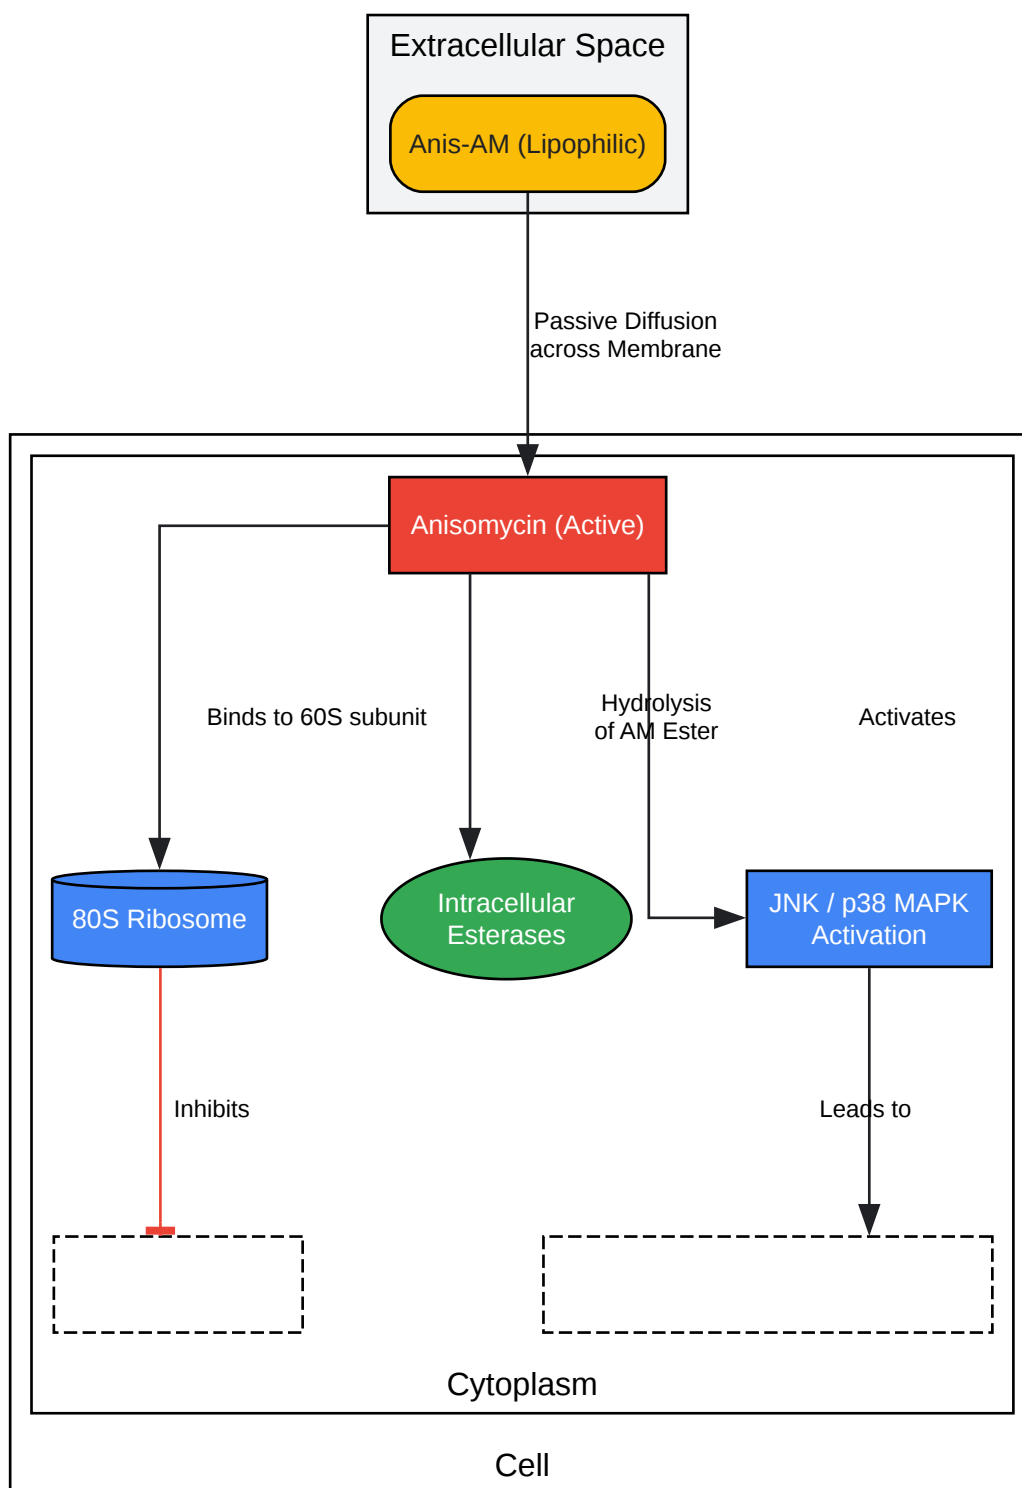 Extracellular Space
Anis-AM (Lipophilic)
Passive Diffusion
across Membrane
Anisomycin (Active)
Binds to 60S subunit
Hydrolysis
of AM Ester
Activates
80S Ribosome
Intracellular
Esterases
JNK / p38 MAPK
Activation
Inhibits
Leads to
Cytoplasm
Cell